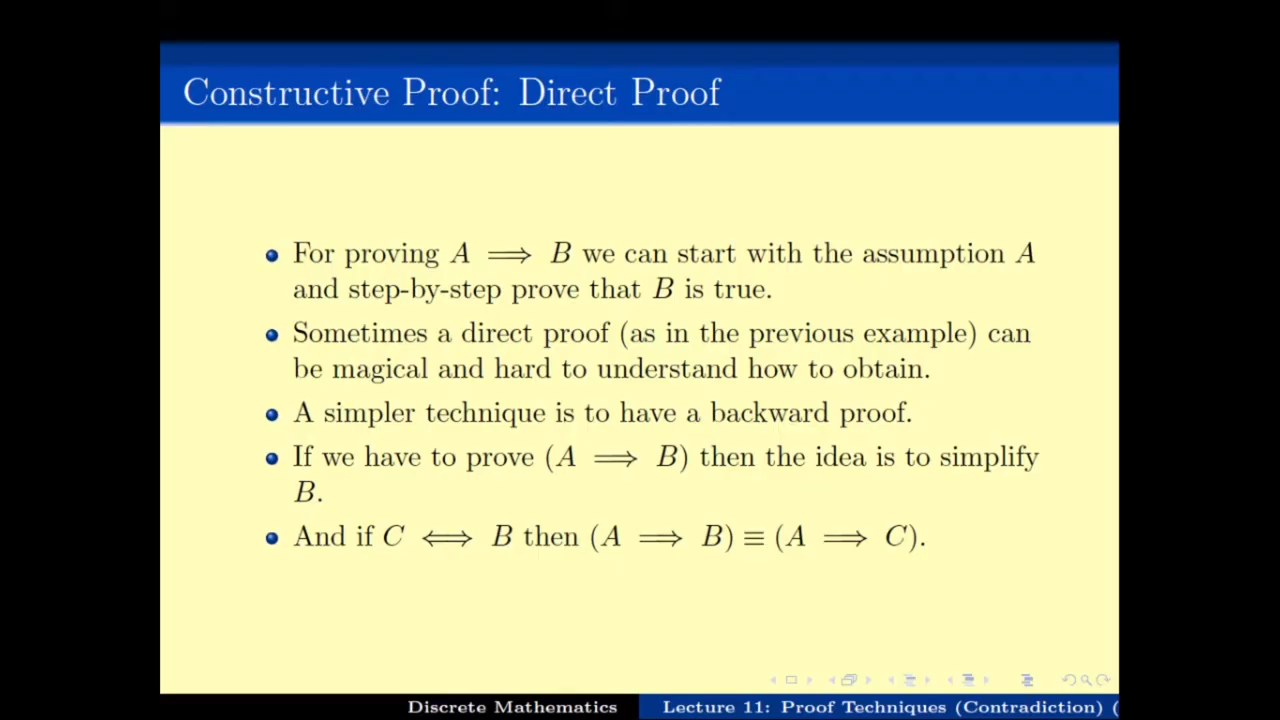 Constructive Proof: Direct Proof
For proving A ⟹ B we can start with the assumption A
and step-by-step prove that B is true.
Sometimes a direct proof (as in the previous example) can
be magical and hard to understand how to obtain.
A simpler technique is to have a backward proof.
If we have to prove (A ⟹ B) then the idea is to simplify
B.
And if C ⟺ B then (A ⟹ B) ≡ (A ⟹ C).
Discrete Mathematics
Lecture 11: Proof Techniques (Contradiction) (